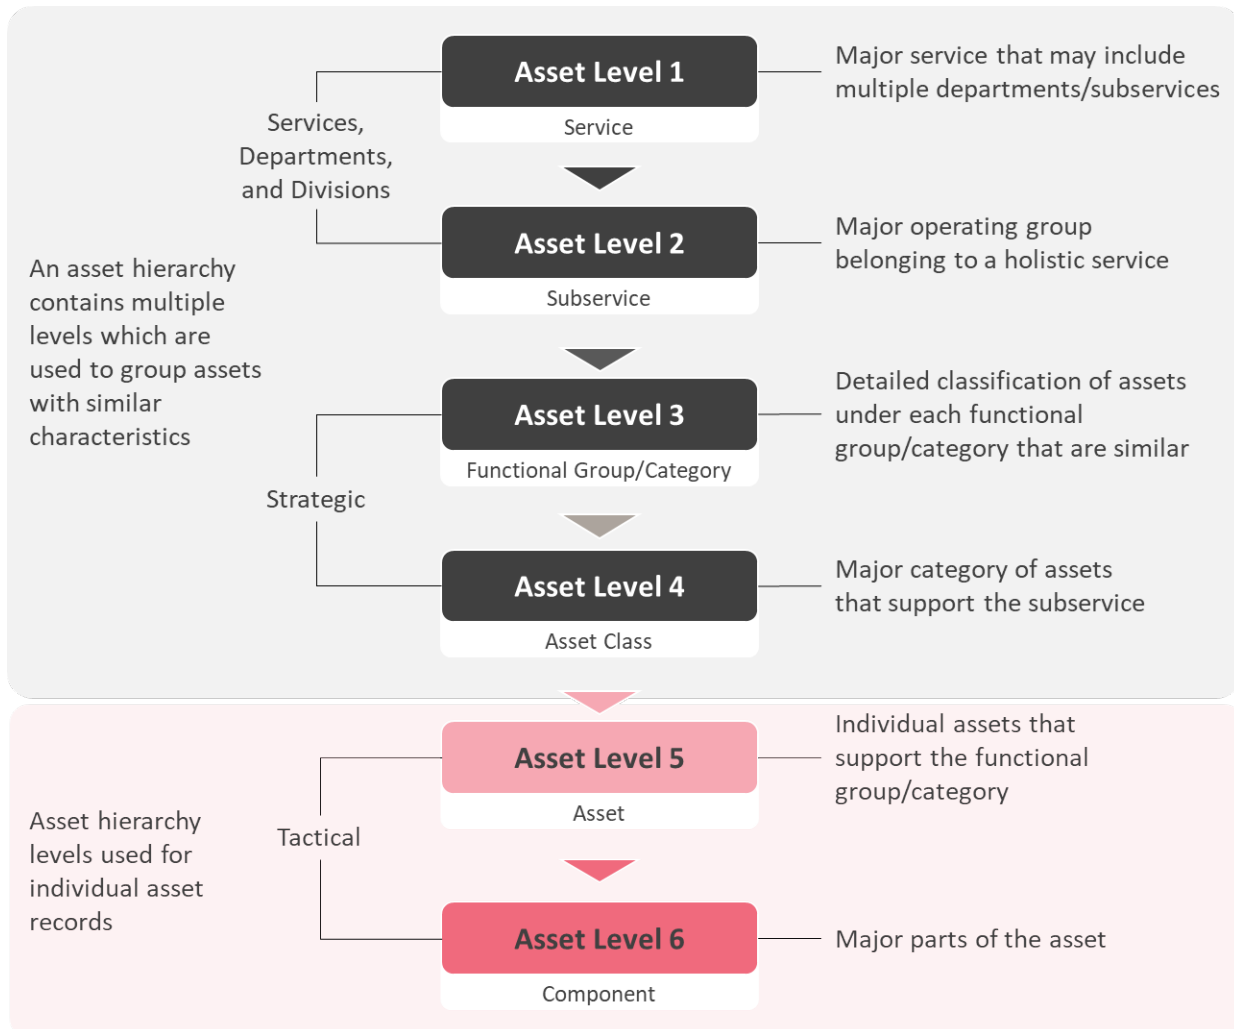 Asset Level 1
Service
Major service that may include
multiple departments/subservices
Services,
Departments,
and Divisions
Asset Level 2
Subservice
Major operating group
belonging to a holistic service
An asset hierarchy
contains multiple
levels which are
used to group assets
with similar
characteristics
Asset Level 3
Functional Group/Category
Detailed classification of assets
under each functional
group/category that are similar
Strategic
Asset Level 4
Asset Class
Major category of assets
that support the subservice
Asset Level 5
Asset
Individual assets that
support the functional
group/category
Asset hierarchy
levels used for
individual asset
records
Tactical
Asset Level 6
Component
Major parts of the asset